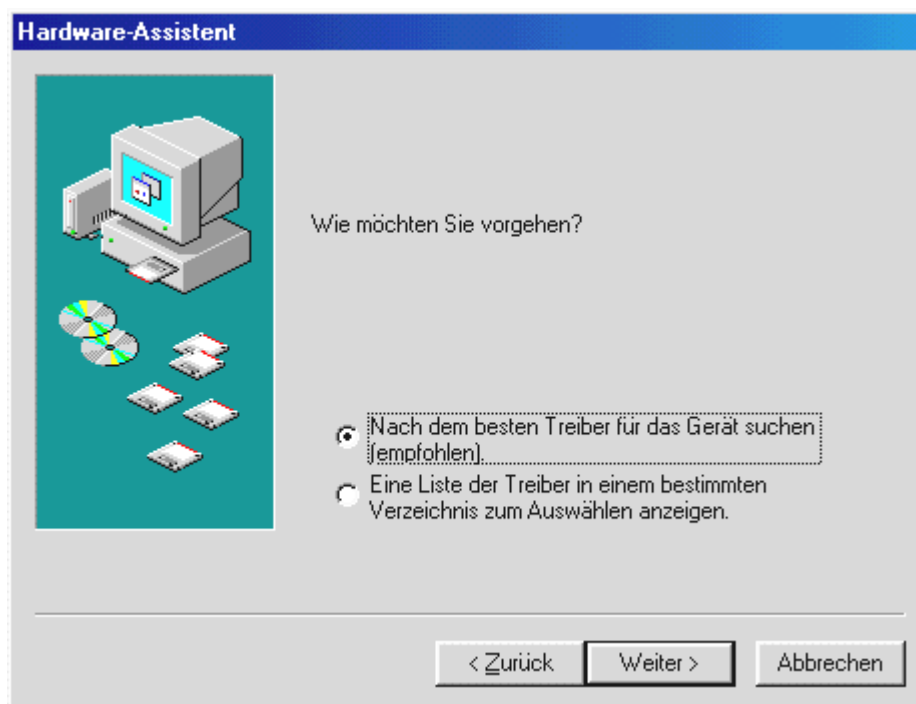 Hardware-Assistent
Wie möchten Sie vorgehen?
Nach dem besten Treiber für das Gerät suchen
(empfohlen).
Eine Liste der Treiber in einem bestimmten
Verzeichnis zum Auswählen anzeigen.
< Zurück
Weiter >
Abbrechen